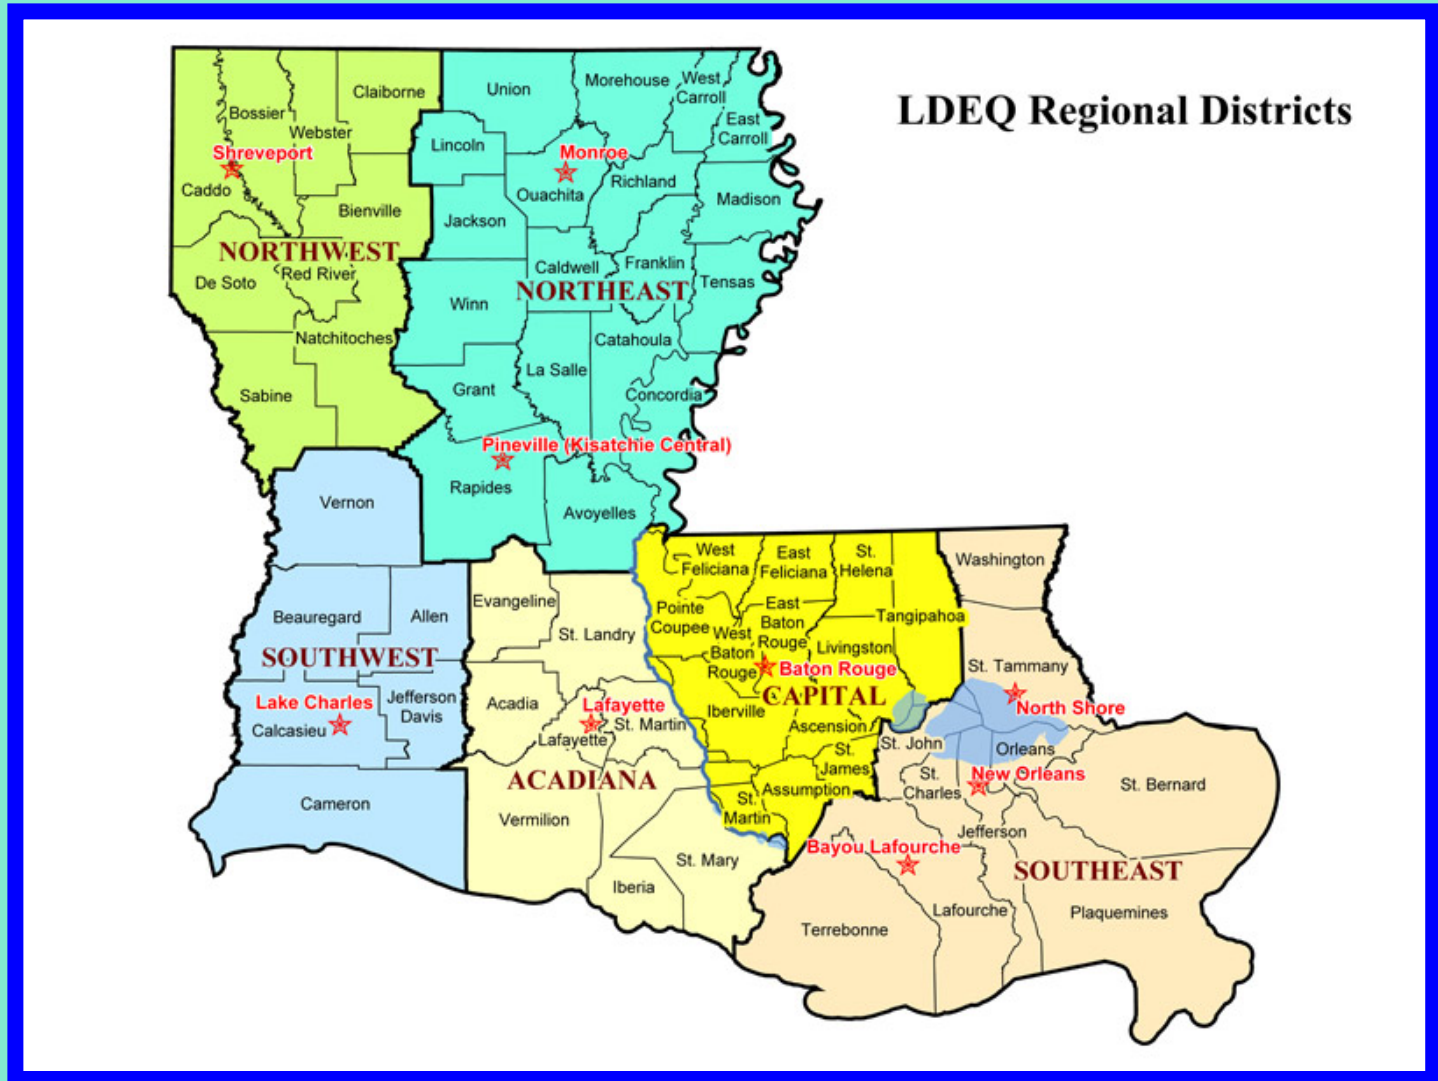 LDEQ Regional Districts
Claiborne
Bossier
Webster
Shreveport
Caddo
Bienville
NORTHWEST
De Soto
Red River
Natchitoches
Sabine
Union
Morehouse
West
Carroll
East
Carroll
Lincoln
Monroe
Ouachita
Richland
Madison
Jackson
Caldwell
Franklin
Tensas
NORTHEAST
Winn
Catahoula
La Salle
Grant
Concordia
Pineville (Kisatchie Central)
Rapides
Avoyelles
Vernon
Beauregard
Allen
SOUTHWEST
Lake Charles
Jefferson
Davis
Calcasieu
Cameron
Evangeline
St. Landry
Acadia
Lafayette
St. Martin
Lafayette
ACADIANA
Vermilion
St. Mary
Iberia
West
Feliciana
East
Feliciana
St.
Helena
Pointe
Coupee
East
Baton
Rouge
Tangipahoa
West
Baton
Rouge
Livingston
Baton Rouge
CAPITAL
Iberville
Ascension
St.
James
Assumption
St.
Martin
Washington
St. Tammany
North Shore
St. John
Orleans
New Orleans
St.
Charles
St. Bernard
Jefferson
Bayou Lafourche
SOUTHEAST
Lafourche
Plaquemines
Terrebonne